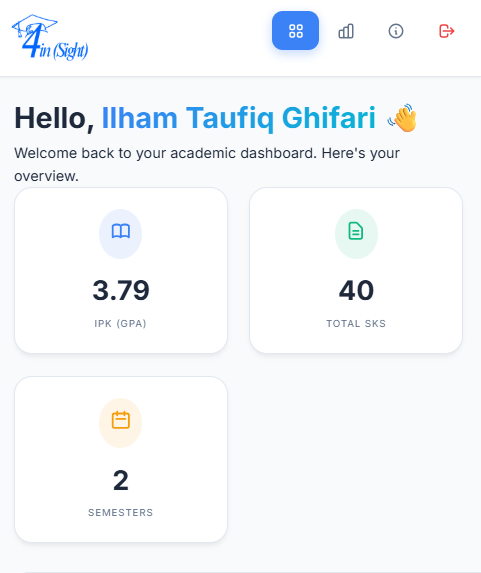 4in (Sight)
Hello, Ilham Taufiq Ghifari 👋
Welcome back to your academic dashboard. Here's your
overview.
3.79
IPK (GPA)
40
TOTAL SKS
2
SEMESTERS